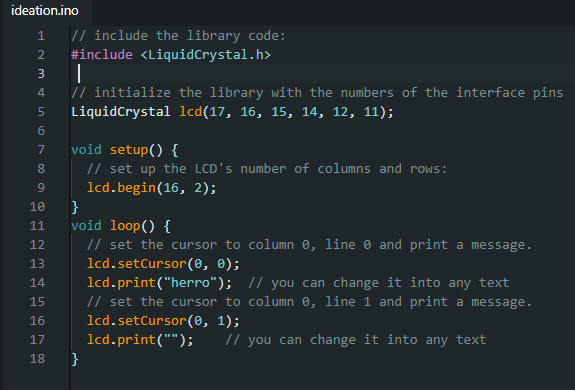 ideation.ino
1 // include the library code:
2 #include <LiquidCrystal.h>
3
4 // initialize the library with the numbers of the interface pins
5 LiquidCrystal lcd(17, 16, 15, 14, 12, 11);
6
7 void setup() {
8 // set up the LCD's number of columns and rows:
9 lcd.begin(16, 2);
10 }
11 void loop() {
12 // set the cursor to column 0, line 0 and print a message.
13 lcd.setCursor(0, 0);
14 lcd.print("herro");  // you can change it into any text
15 // set the cursor to column 0, line 1 and print a message.
16 lcd.setCursor(0, 1);
17 lcd.print("");    // you can change it into any text
18 }